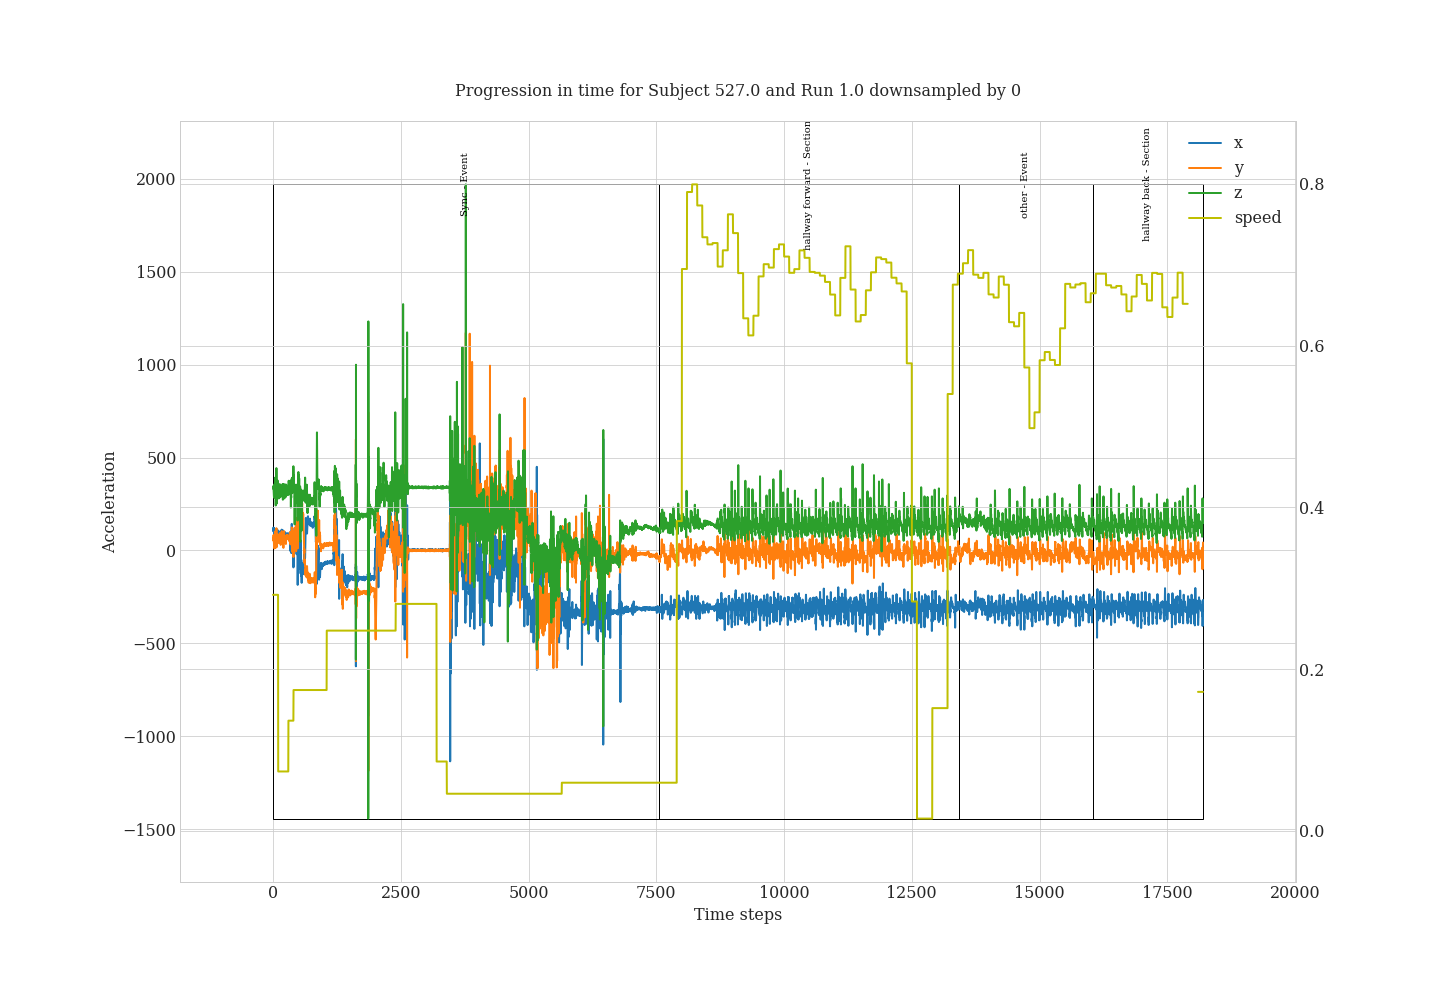 Progression in time for Subject 527.0 and Run 1.0 downsampled by 0
Sync - Event
hallway forward - Section
other - Event
hallway back - Section
x
y
z
speed
2000
1500
1000
500
0
−500
−1000
−1500
Acceleration
0.8
0.6
0.4
0.2
0.0
0
2500
5000
7500
10000
12500
15000
17500
20000
Time steps